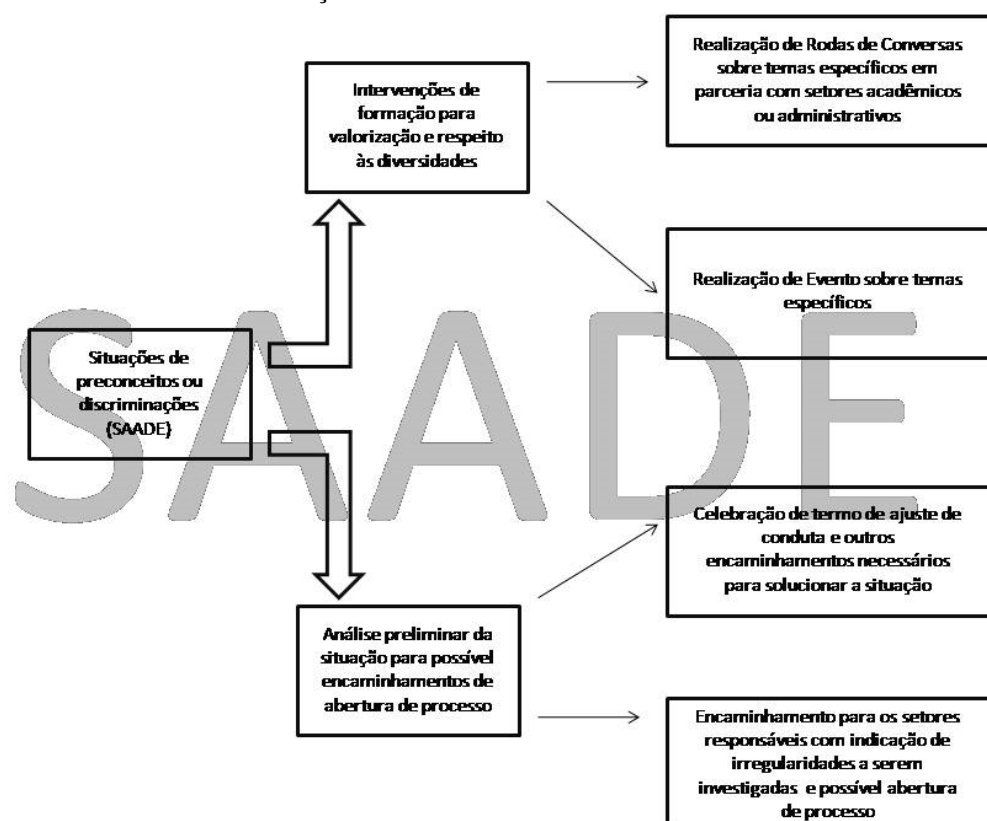 Intervenções de
formação para
valorização e respeito
às diversidades
Realização de Rodas de Conversas
sobre temas específicos em
parceria com setores acadêmicos
ou administrativos
Realização de Evento sobre temas
específicos
Situações de
preconceitos ou
discriminações
(SAADE)
SAADE
Celebração de termo de ajuste de
conduta e outros
encaminhamentos necessários
para solucionar a situação
Análise preliminar da
situação para possível
encaminhamentos de
abertura de processo
Encaminhamento para os setores
responsáveis com indicação de
irregularidades a serem
investigadas e possível abertura
de processo